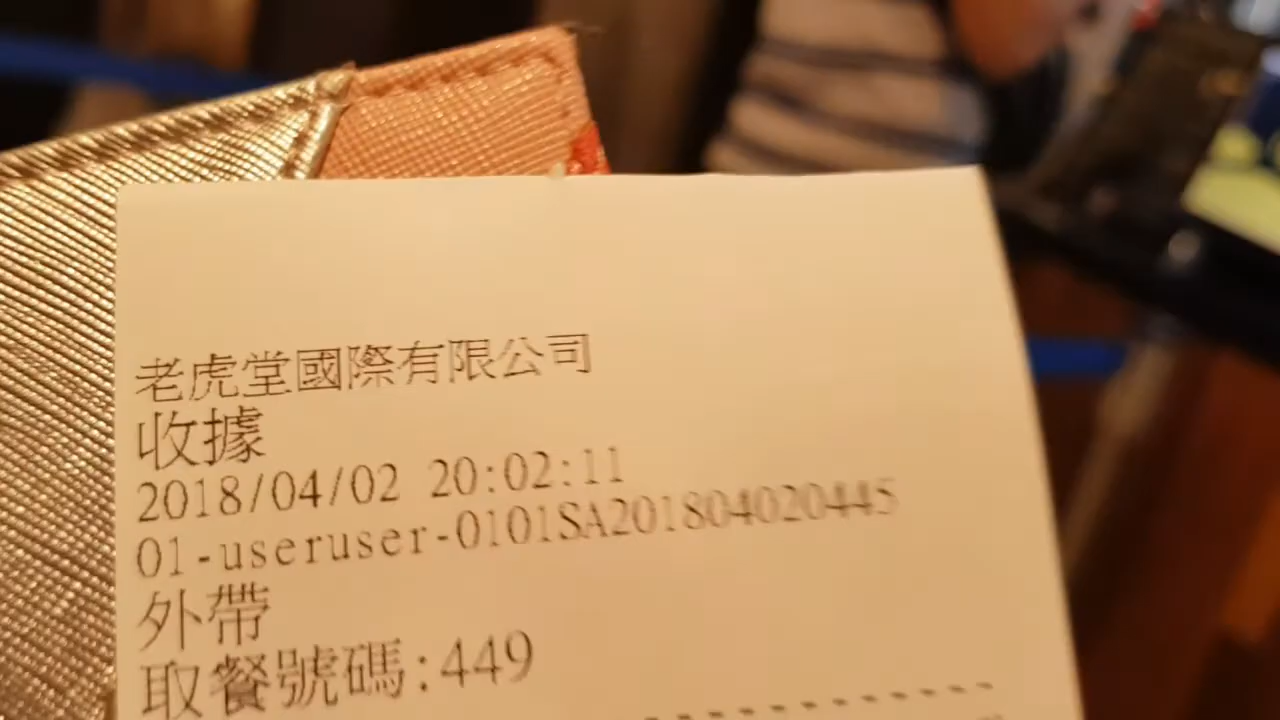 老虎堂國際有限公司
收據
2018/04/02 20:02:11
01-useruser-0101SA201804020445
外帶
取餐號碼:449